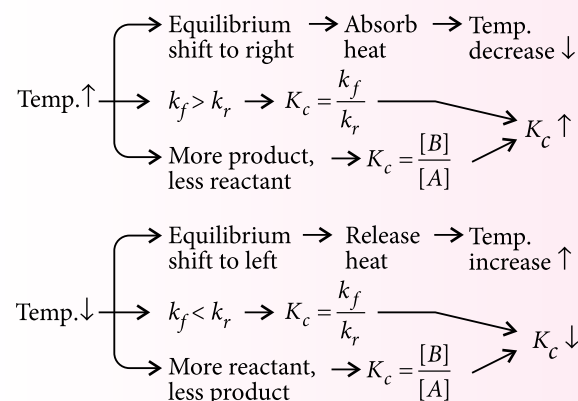 Equilibrium → Absorb → Temp.
shift to right heat decrease ↓
Temp.↑ k_f > k_r → K_c = k_f/k_r K_c ↑
More product, → K_c = [B]/[A]
less reactant
Equilibrium → Release → Temp.
shift to left heat increase ↑
Temp.↓ k_f < k_r → K_c = k_f/k_r K_c ↓
More reactant, → K_c = [B]/[A]
less product